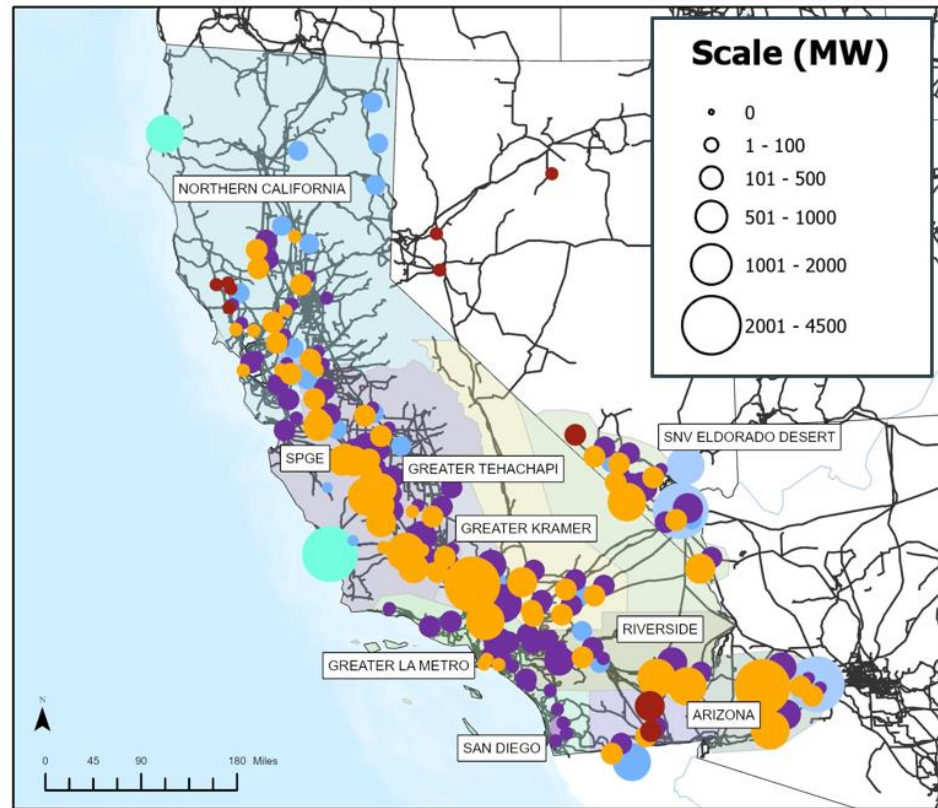 Scale (MW)
0
1 - 100
101 - 500
501 - 1000
1001 - 2000
2001 - 4500
NORTHERN CALIFORNIA
SNV ELDORADO DESERT
SPGE
GREATER TEHACHAPI
GREATER KRAMER
RIVERSIDE
GREATER LA METRO
ARIZONA
SAN DIEGO
N
0 45 90 180 Miles